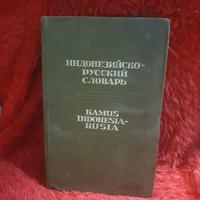 ИНДОНЕЗИЙСКО-
РУССКИЙ
СЛОВАРЬ
KAMUS
INDONESIA-
RUSIA